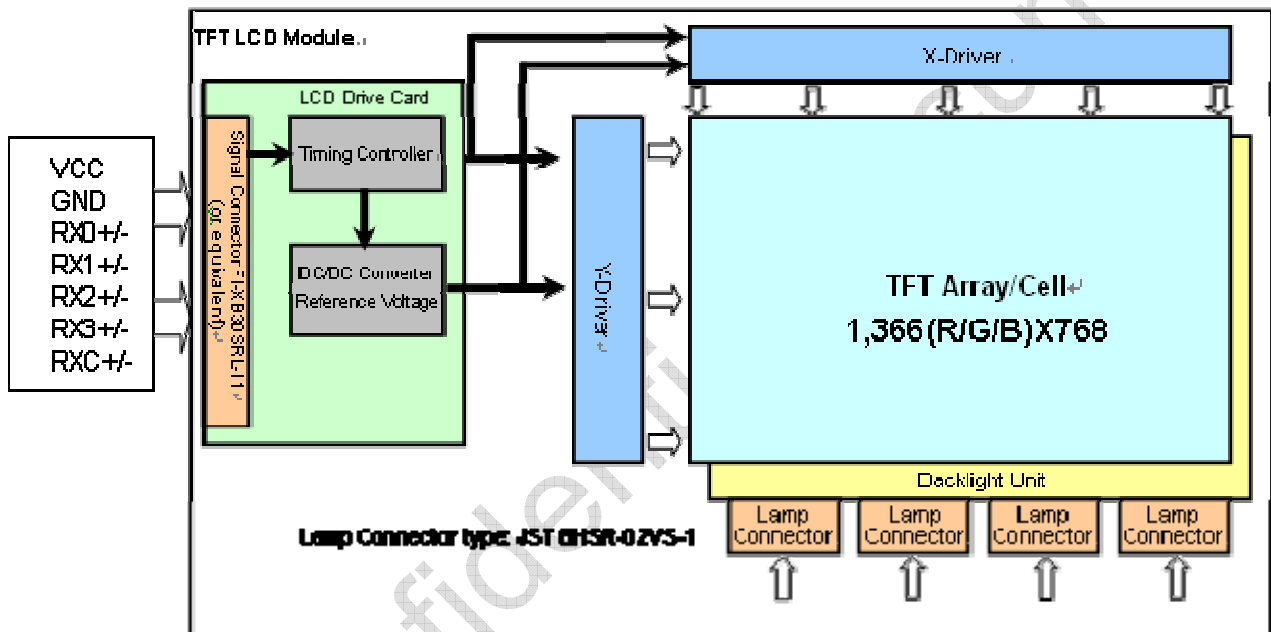 TFT LCD Module
X-Driver
LCD Drive Card
VCC
GND
RX0+/-
RX1+/-
RX2+/-
RX3+/-
RXC+/-
Signal Connector
(or equivalent)
Timing Controller
DC/DC Converter
Reference Voltage
Y-Driver
TFT Array/Cell
1,366(R/G/B)X768
Backlight Unit
Lamp Connector type: JST
Lamp
Connector
Lamp
Connector
Lamp
Connector
Lamp
Connector